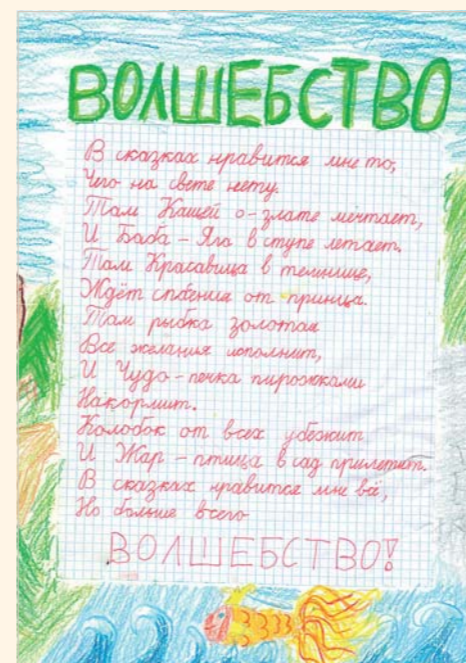 ВОЛШЕБСТВО
В сказках нравится мне то,
Чего на свете нету.
Там Кащей о-злате мечтает,
И Баба-Яга в ступе летает.
Там Красавица в темнице,
Ждёт спасения от принца.
Там рыбка золотая
Все желания исполнит,
И Чудо-печка пирожками
Накормит.
Колобок от всех убежит
И Жар-птица в сад прилетит.
В сказках нравится мне всё,
Но больше всего
ВОЛШЕБСТВО!